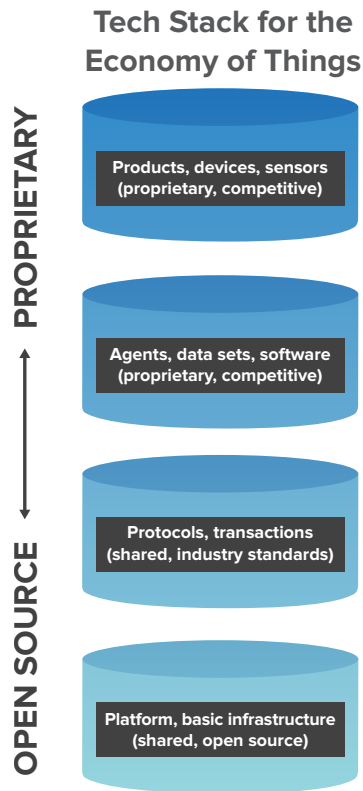 Tech Stack for the
Economy of Things
PROPRIETARY
Products, devices, sensors
(proprietary, competitive)
Agents, data sets, software
(proprietary, competitive)
Protocols, transactions
(shared, industry standards)
OPEN SOURCE
Platform, basic infrastructure
(shared, open source)